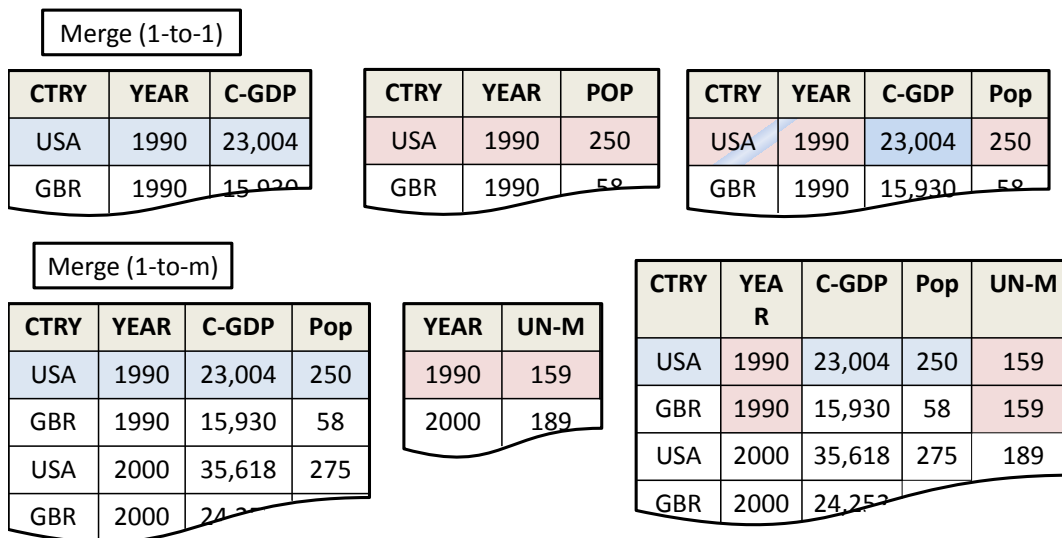 Merge (1-to-1)
CTRY YEAR C-GDP
USA 1990 23,004
GBR 1990 15,930
CTRY YEAR POP
USA 1990 250
GBR 1990 58
CTRY YEAR C-GDP Pop
USA 1990 23,004 250
GBR 1990 15,930 58
Merge (1-to-m)
CTRY YEAR C-GDP Pop
USA 1990 23,004 250
GBR 1990 15,930 58
USA 2000 35,618 275
GBR 2000
YEAR UN-M
1990 159
2000 189
CTRY YEA C-GDP Pop UN-M
R
USA 1990 23,004 250 159
GBR 1990 15,930 58 159
USA 2000 35,618 275 189
GBR 2000